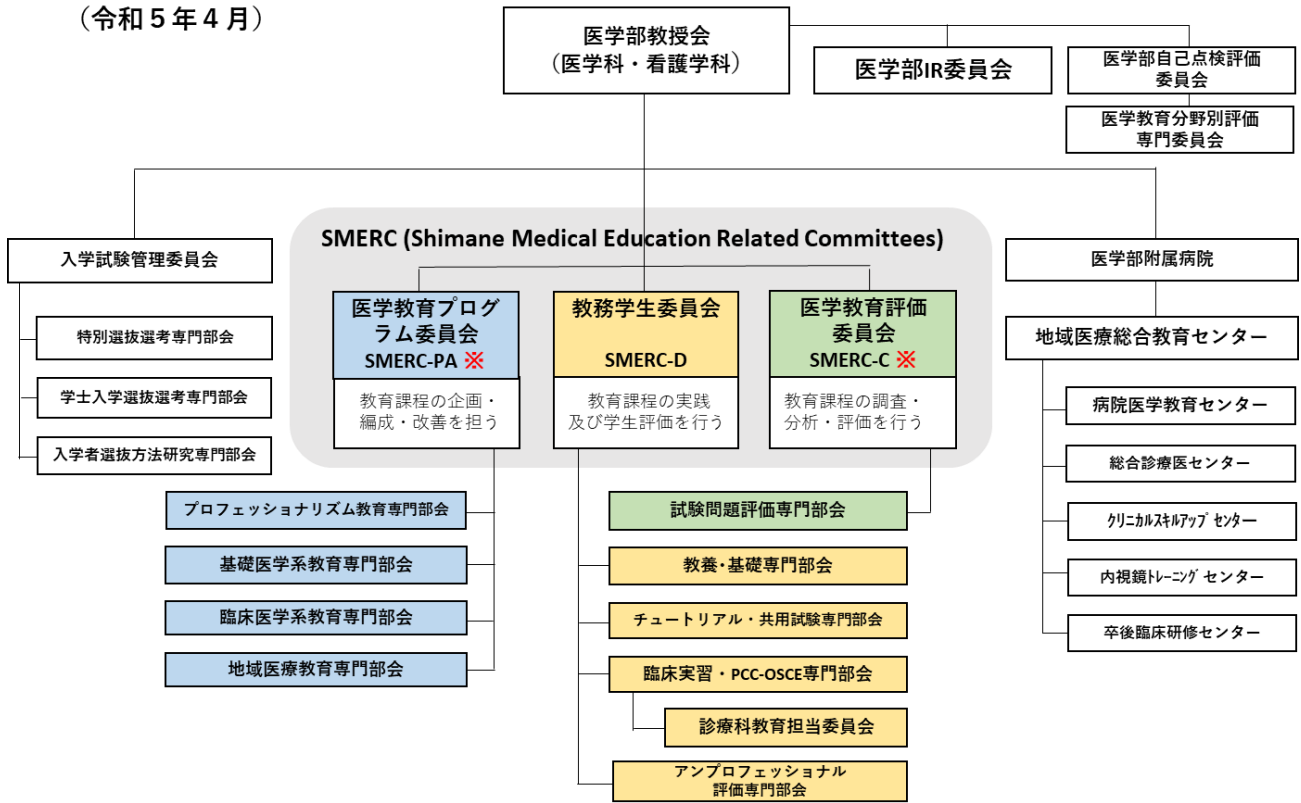 （令和５年４月）
医学部教授会
（医学科・看護学科）
医学部IR委員会
医学部自己点検評価
委員会
医学教育分野別評価
専門委員会
入学試験管理委員会
特別選抜選考専門部会
学士入学選抜選考専門部会
入学者選抜方法研究専門部会
SMERC (Shimane Medical Education Related Committees)
医学教育プログ
ラム委員会
SMERC-PA ※
教育課程の企画・
編成・改善を担う
教務学生委員会
SMERC-D
教育課程の実践
及び学生評価を行う
医学教育評価
委員会
SMERC-C ※
教育課程の調査・
分析・評価を行う
プロフェッショナリズム教育専門部会
基礎医学系教育専門部会
臨床医学系教育専門部会
地域医療教育専門部会
試験問題評価専門部会
教養・基礎専門部会
チュートリアル・共用試験専門部会
臨床実習・PCC-OSCE専門部会
診療科教育担当委員会
アンプロフェッショナル
評価専門部会
医学部附属病院
地域医療総合教育センター
病院医学教育センター
総合診療医センター
ｸﾘﾆｶﾙｽｷﾙｱｯﾌﾟセンター
内視鏡ﾄﾚｰﾆﾝｸﾞセンター
卒後臨床研修センター